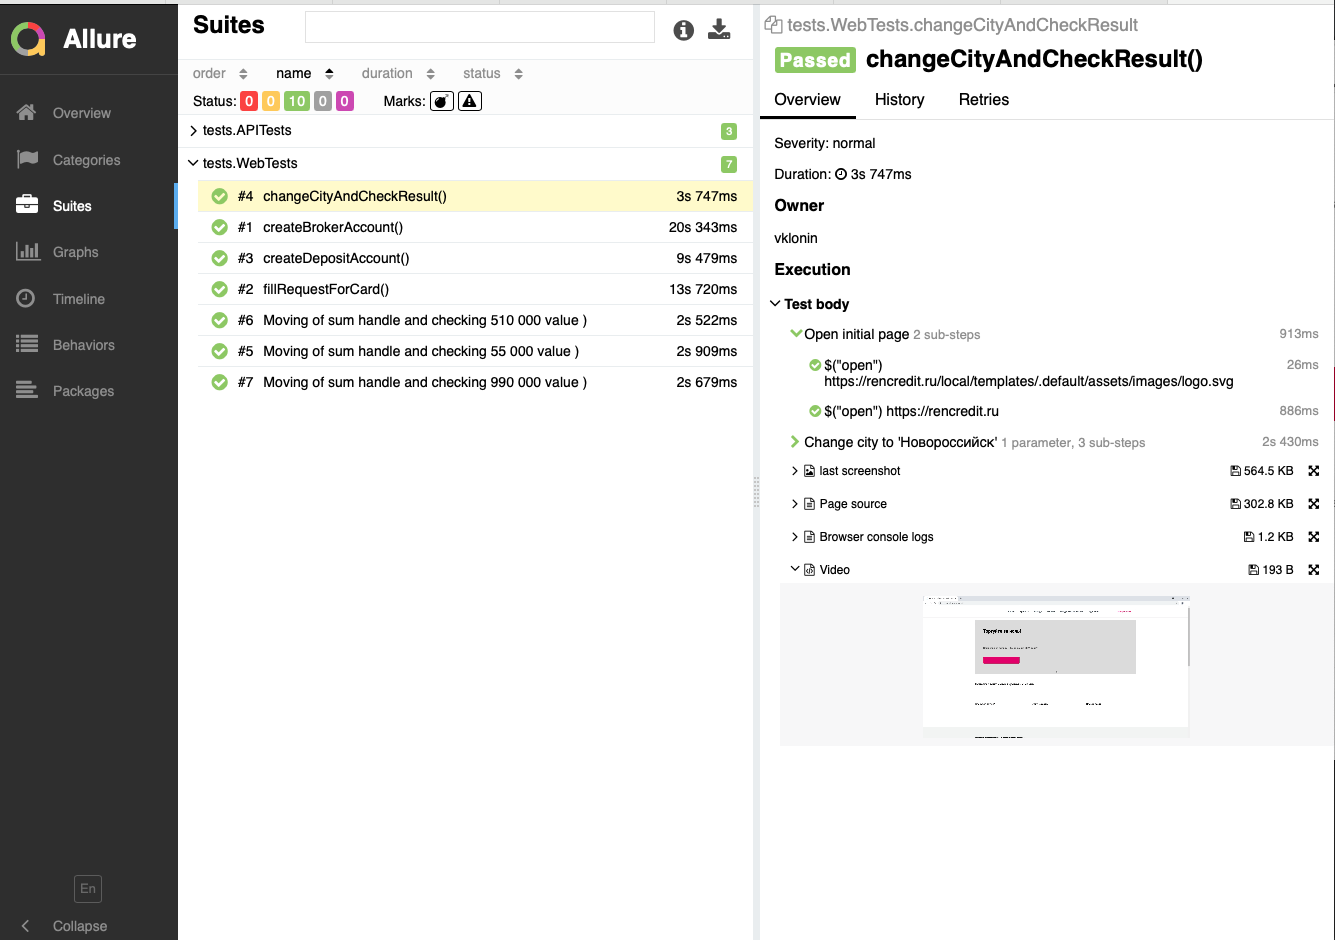 Allure
Overview
Categories
Suites
Graphs
Timeline
Behaviors
Packages
En
Collapse
Suites
order name duration status
Status: 0 0 10 0 0 Marks:
tests.APITests 3
tests.WebTests 7
#4 changeCityAndCheckResult() 3s 747ms
#1 createBrokerAccount() 20s 343ms
#3 createDepositAccount() 9s 479ms
#2 fillRequestForCard() 13s 720ms
#6 Moving of sum handle and checking 510 000 value ) 2s 522ms
#5 Moving of sum handle and checking 55 000 value ) 2s 909ms
#7 Moving of sum handle and checking 990 000 value ) 2s 679ms
tests.WebTests.changeCityAndCheckResult
Passed changeCityAndCheckResult()
Overview History Retries
Severity: normal
Duration: 3s 747ms
Owner
vklonin
Execution
Test body
Open initial page 2 sub-steps 913ms
$("open") 26ms
https://rencredit.ru/local/templates/.default/assets/images/logo.svg
$("open") https://rencredit.ru 886ms
Change city to 'Новороссийск' 1 parameter, 3 sub-steps 2s 430ms
last screenshot 564.5 KB
Page source 302.8 KB
Browser console logs 1.2 KB
Video 193 B